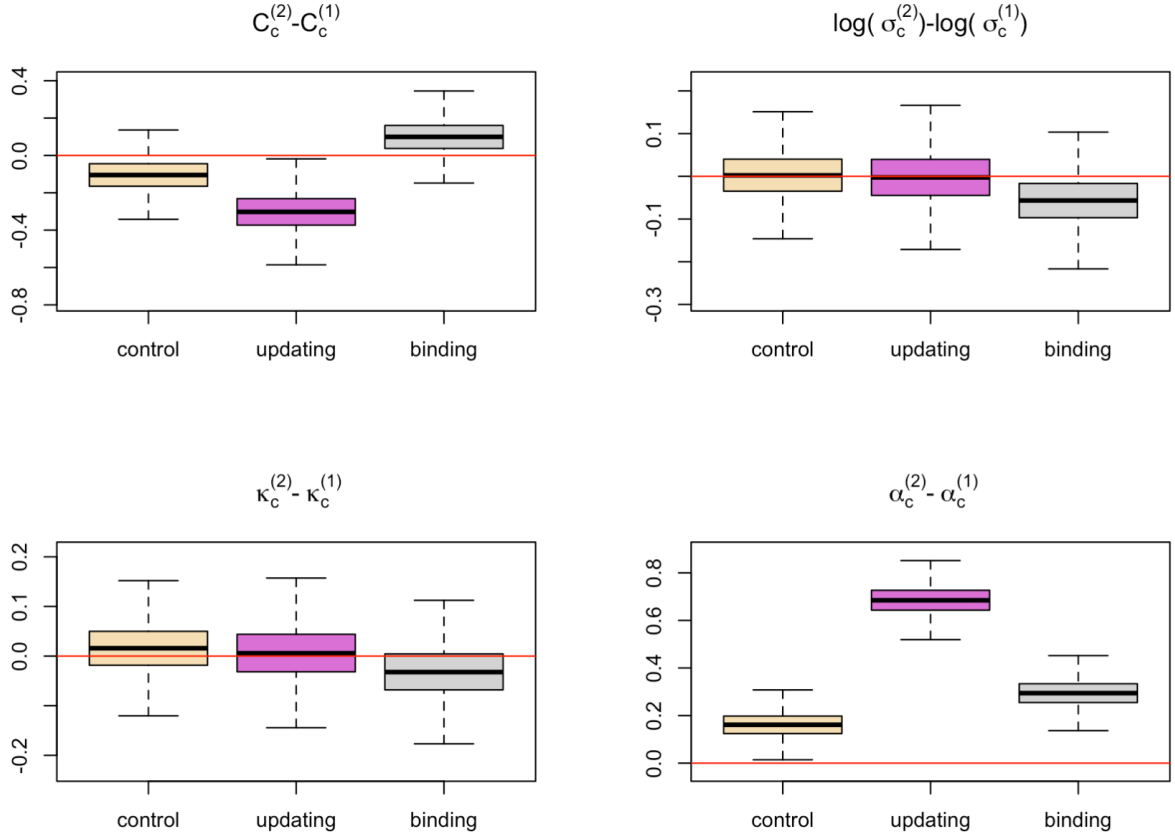 C_c^(2)-C_c^(1)
0.4
0.0
-0.4
-0.8
control updating binding
log( σ_c^(2))-log( σ_c^(1))
0.1
-0.1
-0.3
control updating binding
κ_c^(2)- κ_c^(1)
0.2
0.1
0.0
-0.2
control updating binding
α_c^(2)- α_c^(1)
0.8
0.6
0.4
0.2
0.0
control updating binding